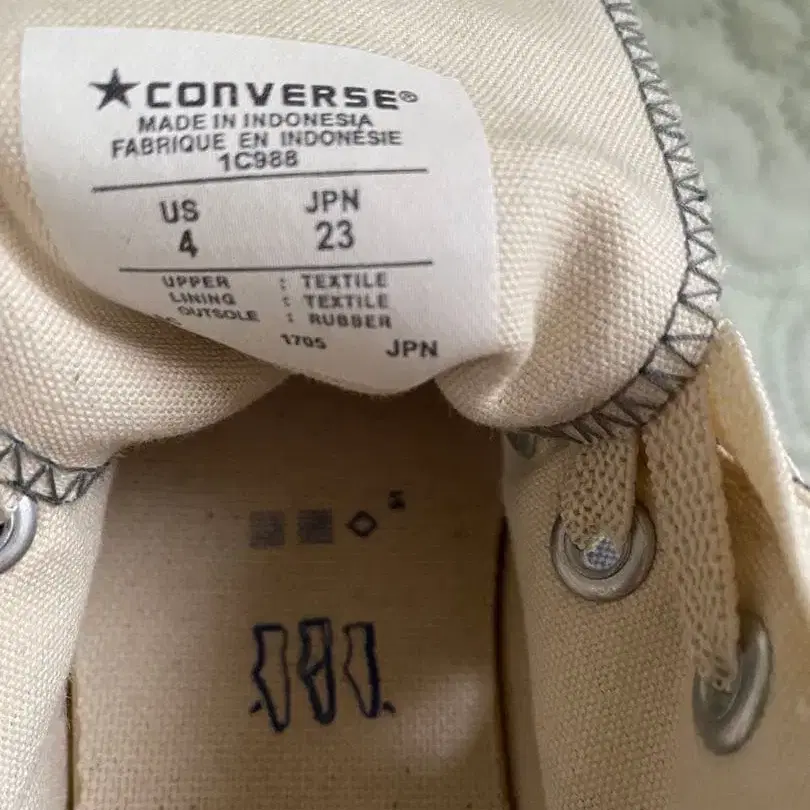 CONVERSE®
MADE IN INDONESIA
FABRIQUE EN INDONÉSIE
1C988
US JPN
4 23
UPPER : TEXTILE
LINING : TEXTILE
OUTSOLE : RUBBER
1705 JPN